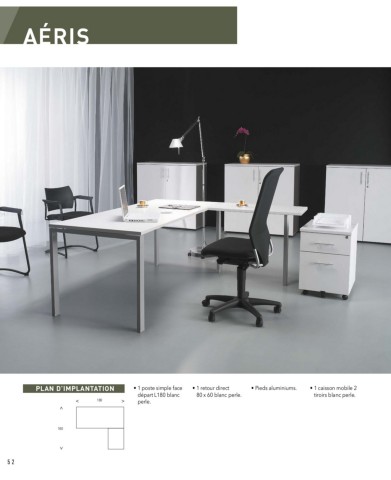 AÉRIS
PLAN D'IMPLANTATION
180
• 1 poste simple face
départ L180 blanc
perle.
• 1 retour direct
80 x 60 blanc perle.
• Pieds aluminiums.
• 1 caisson mobile 2
tiroirs blanc perle.
52